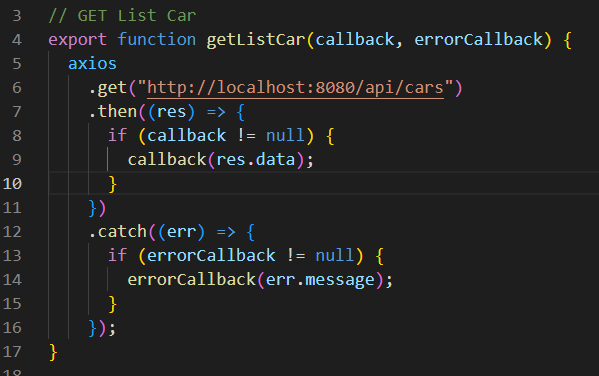 3 // GET List Car
4 export function getListCar(callback, errorCallback) {
5   axios
6     .get("http://localhost:8080/api/cars")
7     .then((res) => {
8       if (callback != null) {
9         callback(res.data);
10       }
11     })
12     .catch((err) => {
13       if (errorCallback != null) {
14         errorCallback(err.message);
15       }
16     });
17 }
18